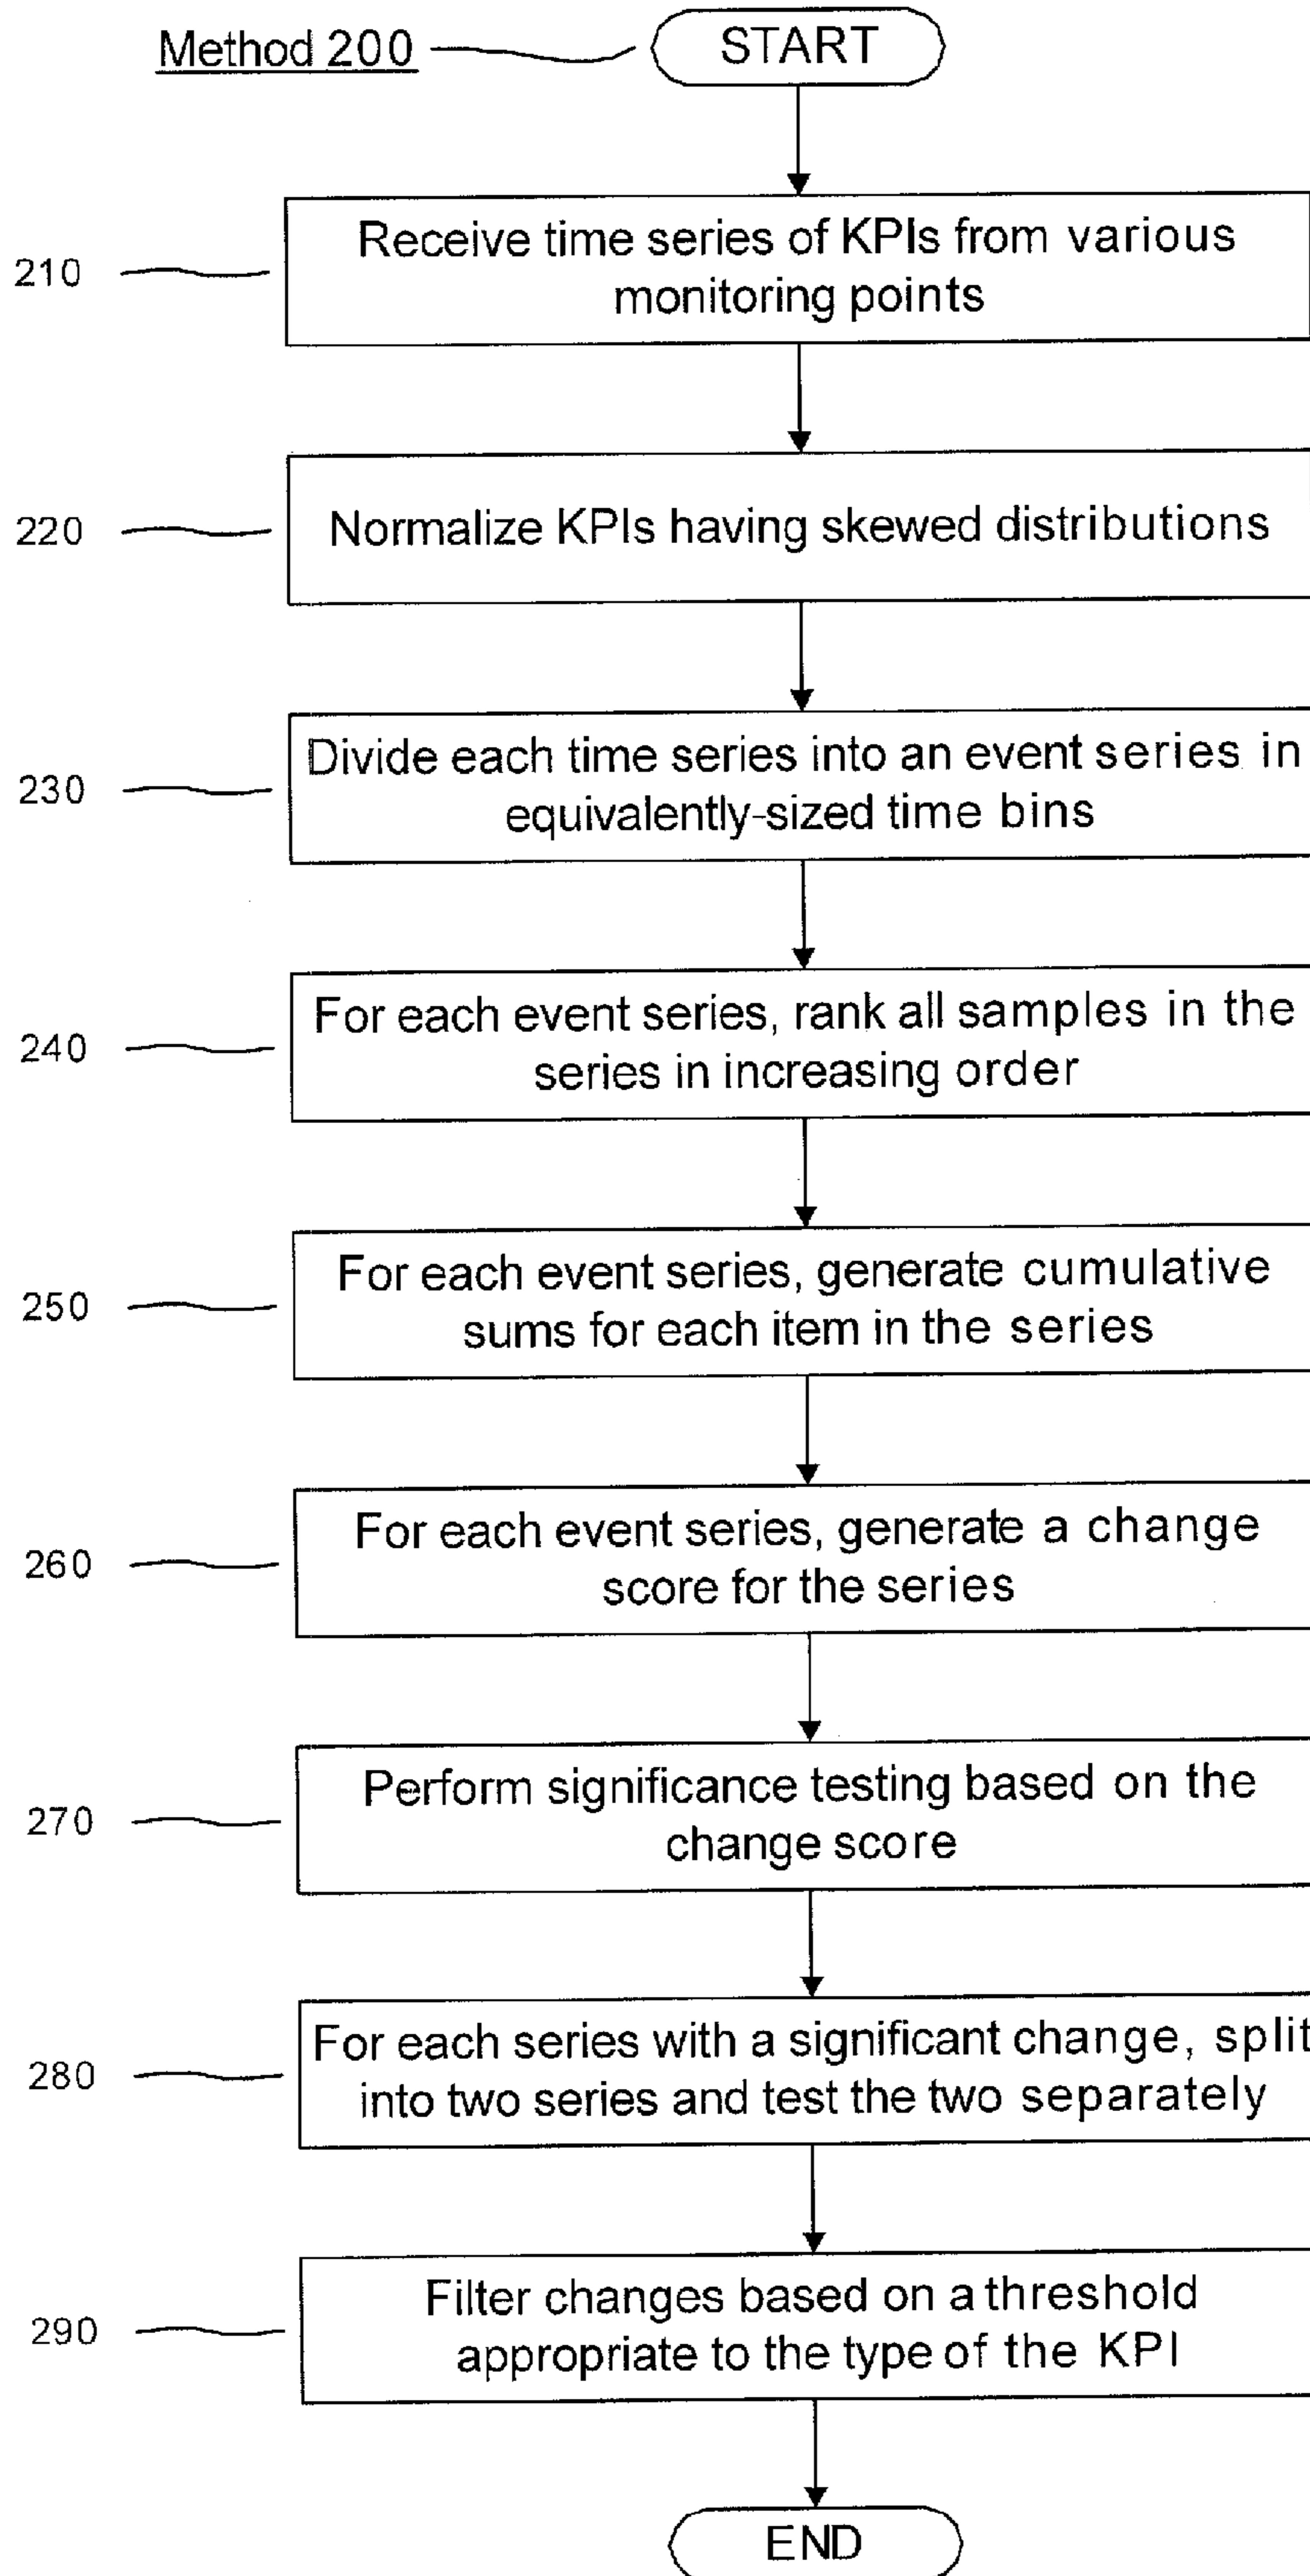 Method 200
START
210
Receive time series of KPIs from various
monitoring points
220
Normalize KPIs having skewed distributions
230
Divide each time series into an event series in
equivalently-sized time bins
240
For each event series, rank all samples in the
series in increasing order
250
For each event series, generate cumulative
sums for each item in the series
260
For each event series, generate a change
score for the series
270
Perform significance testing based on the
change score
280
For each series with a significant change, split
into two series and test the two separately
290
Filter changes based on a threshold
appropriate to the type of the KPI
END